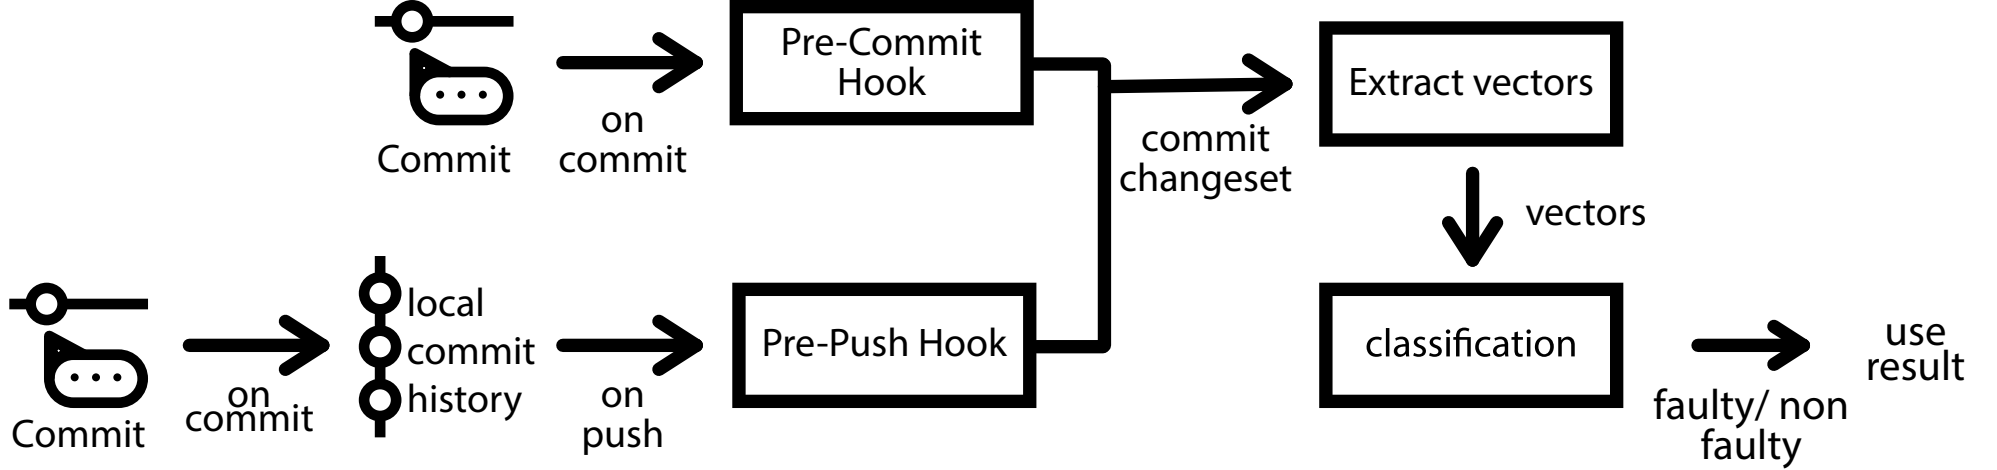 Pre-Commit
Hook
Commit
on
commit
commit
changeset
Extract vectors
vectors
Commit
on
commit
local
commit
history
on
push
Pre-Push Hook
classification
faulty/ non
faulty
use
result